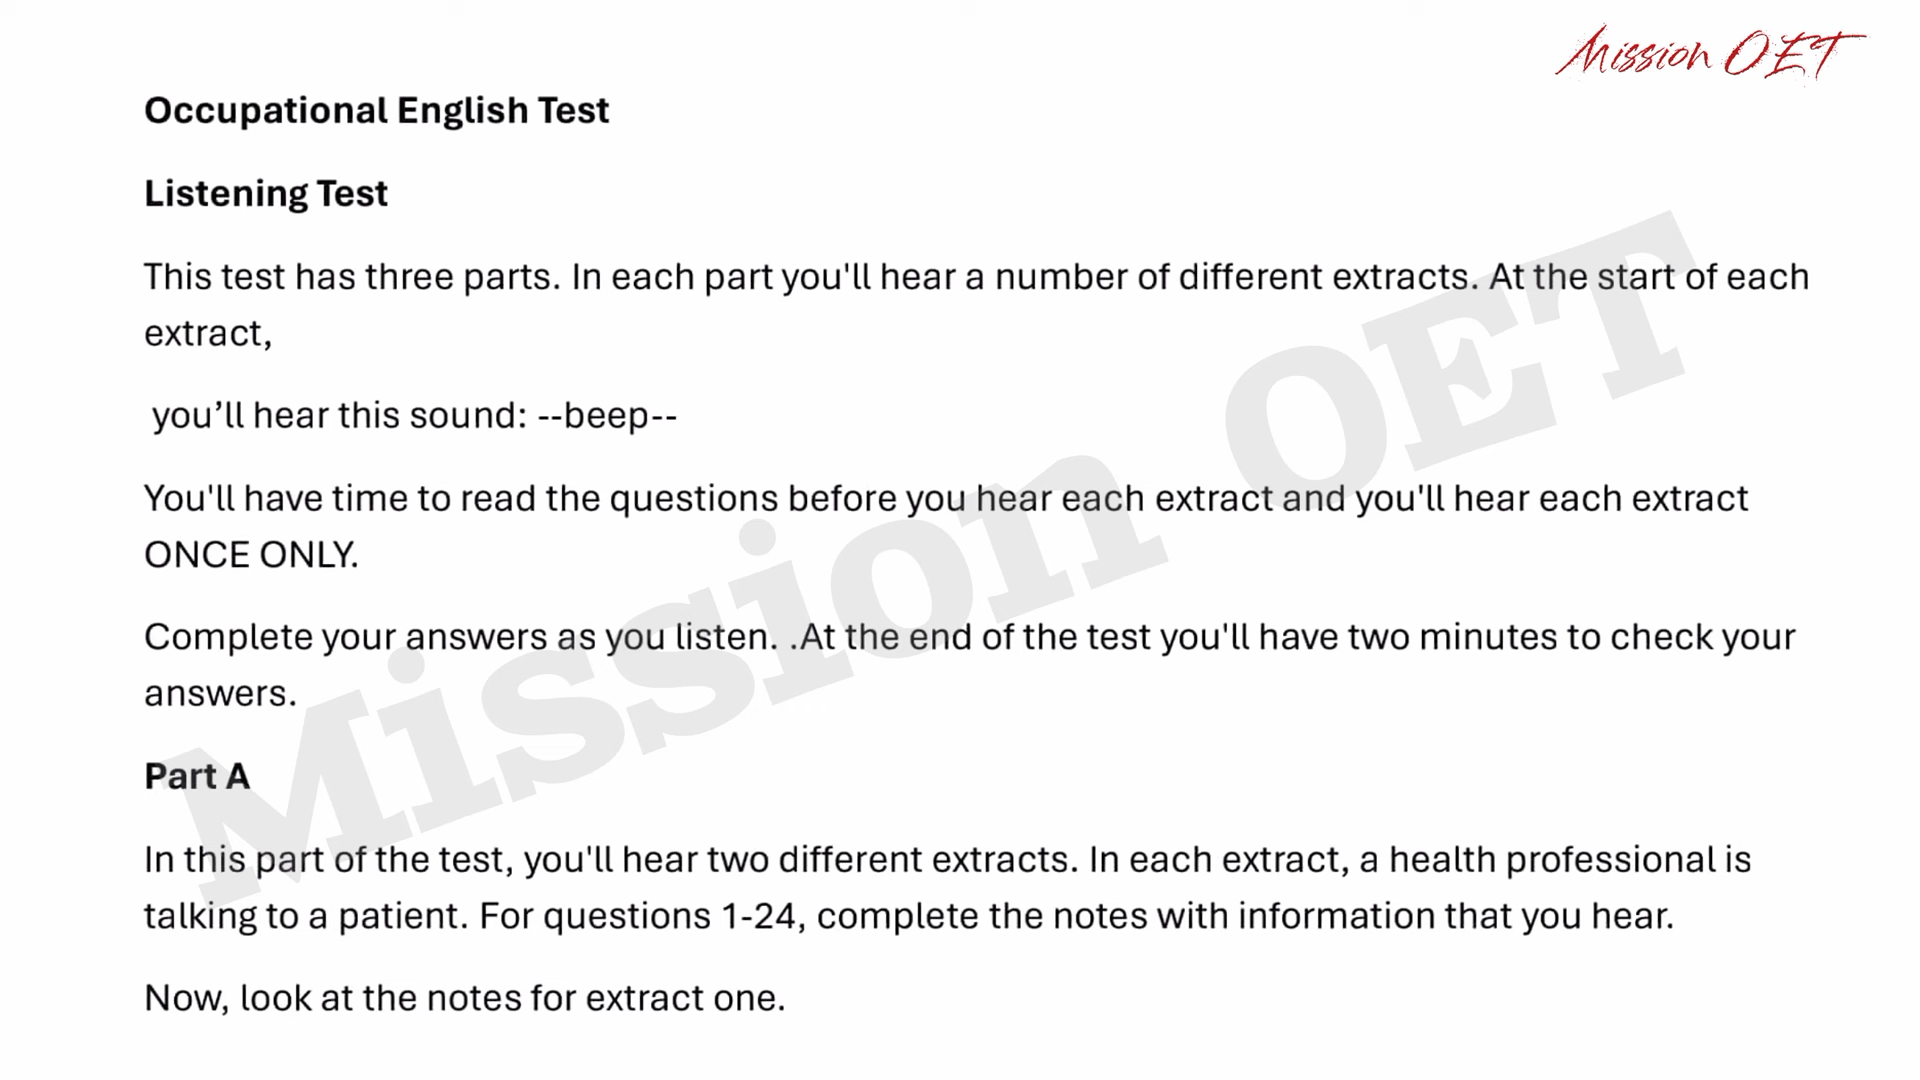 Mission OET
Occupational English Test
Listening Test
This test has three parts. In each part you'll hear a number of different extracts. At the start of each
extract,
you’ll hear this sound: --beep--
You'll have time to read the questions before you hear each extract and you'll hear each extract
ONCE ONLY.
Complete your answers as you listen. .At the end of the test you'll have two minutes to check your
answers.
Part A
In this part of the test, you'll hear two different extracts. In each extract, a health professional is
talking to a patient. For questions 1-24, complete the notes with information that you hear.
Now, look at the notes for extract one.
Mission OET